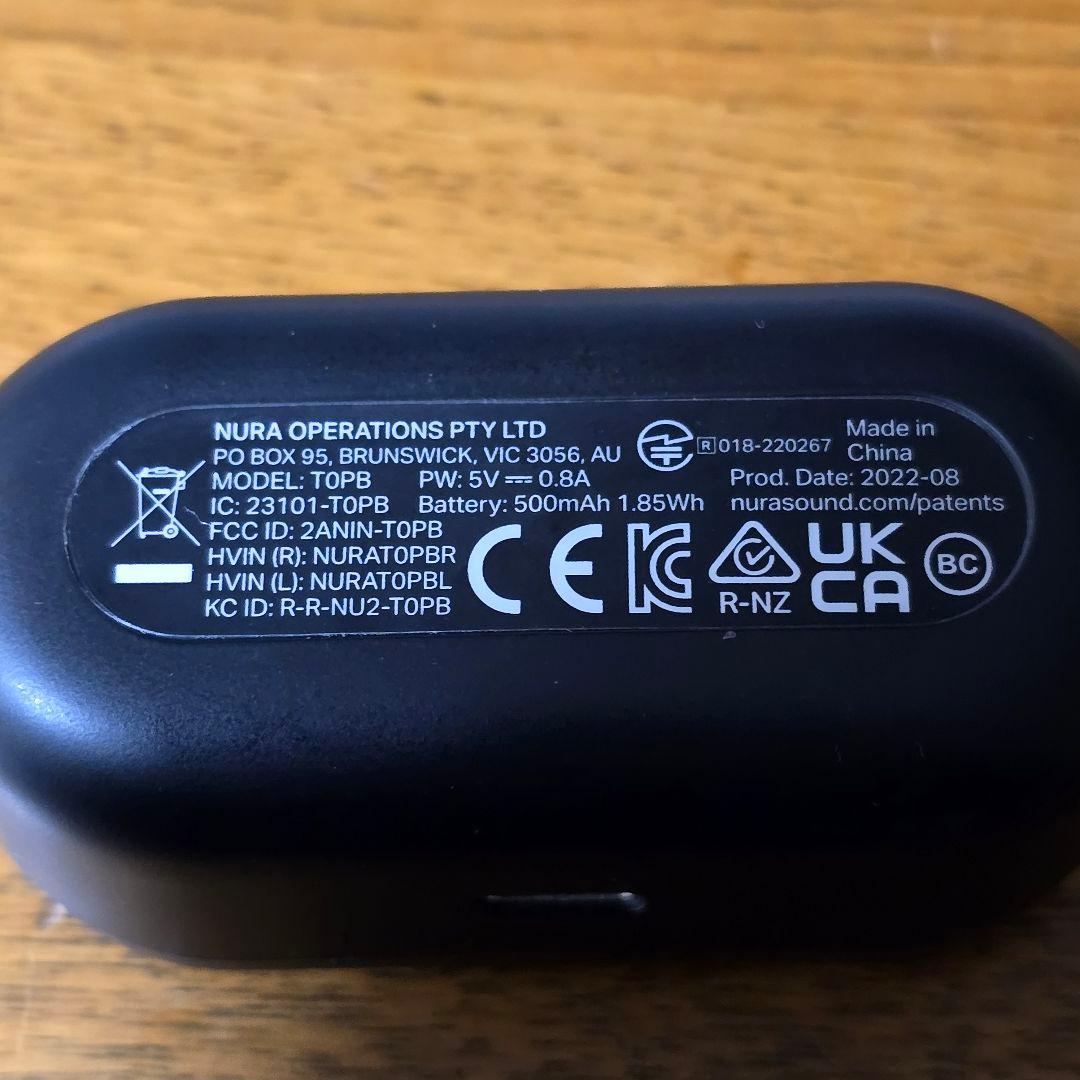 NURA OPERATIONS PTY LTD
PO BOX 95, BRUNSWICK, VIC 3056, AU
R 018-220267
Made in
China
MODEL: T0PB PW: 5V ⎓ 0.8A Prod. Date: 2022-08
IC: 23101-T0PB Battery: 500mAh 1.85Wh nurasound.com/patents
FCC ID: 2ANIN-T0PB
HVIN (R): NURAT0PBR
HVIN (L): NURAT0PBL
KC ID: R-R-NU2-T0PB
CE
KC
R-NZ
UK
CA
BC